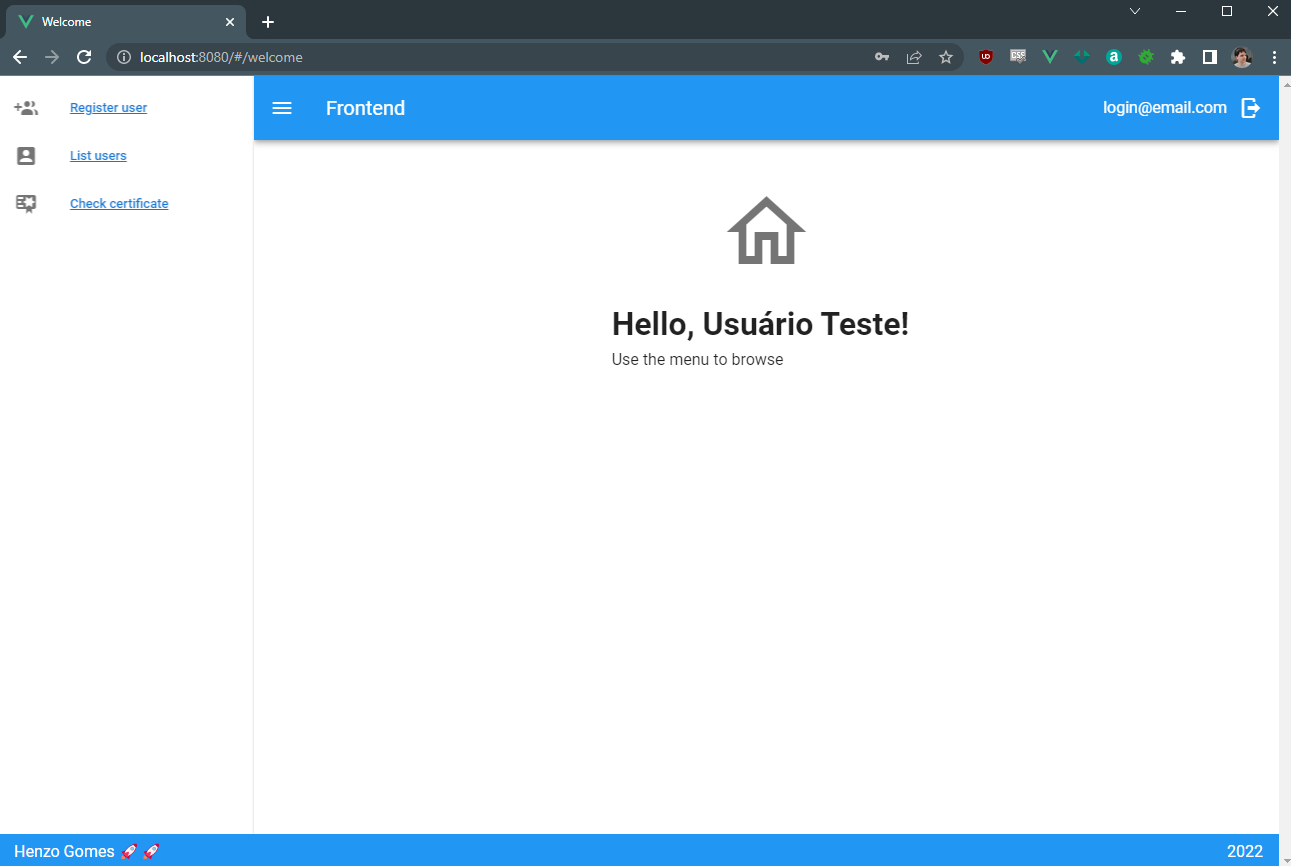 Welcome
localhost:8080/#/welcome
Register user
List users
Check certificate
Frontend
login@email.com
Hello, Usuário Teste!
Use the menu to browse
Henzo Gomes 🚀 🚀
2022